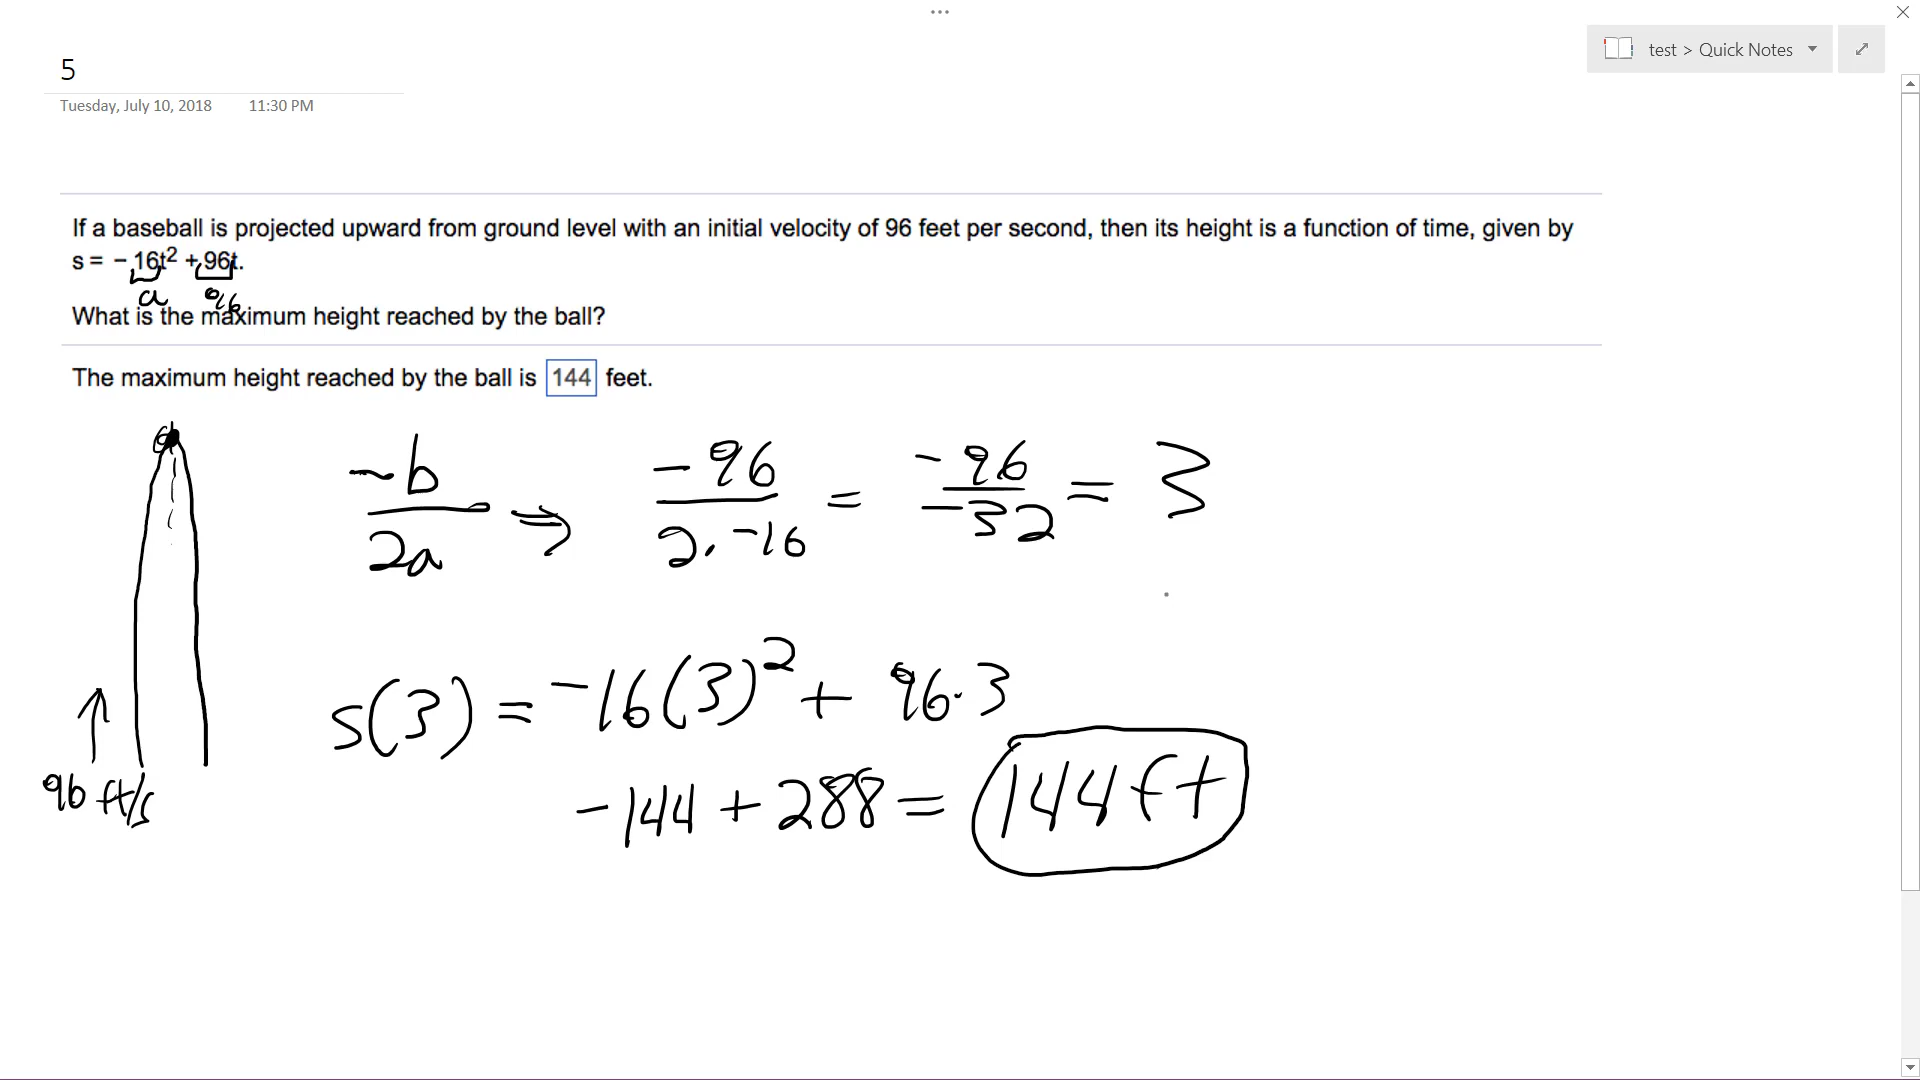 test > Quick Notes
5
Tuesday, July 10, 2018 11:30 PM
If a baseball is projected upward from ground level with an initial velocity of 96 feet per second, then its height is a function of time, given by
s = − 16t² + 96t.
a 96
What is the maximum height reached by the ball?
The maximum height reached by the ball is 144 feet.
-b/2a ⇒ -96/2·-16 = -96/-32 = 3
s(3) = -16(3)² + 96·3
-144 + 288 = 144 ft
96 ft/s